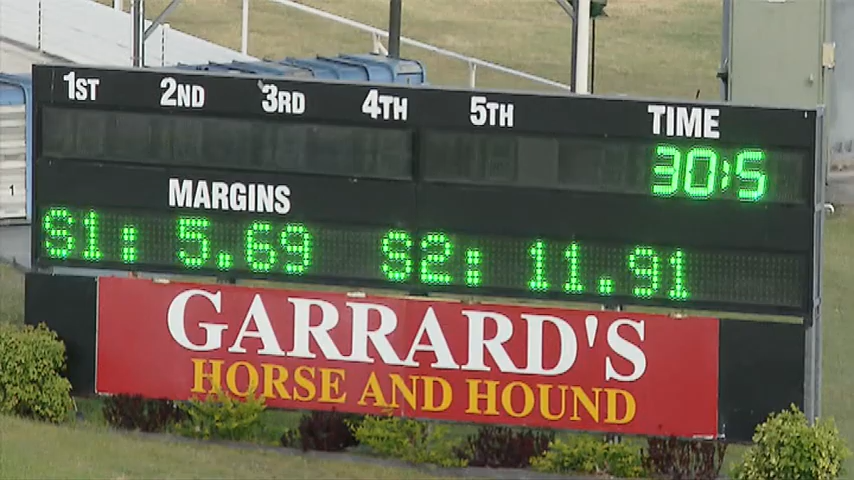 1ST 2ND 3RD 4TH 5TH TIME
30:5
MARGINS
S1: 5.69 S2: 11.91
GARRARD'S
HORSE AND HOUND
1